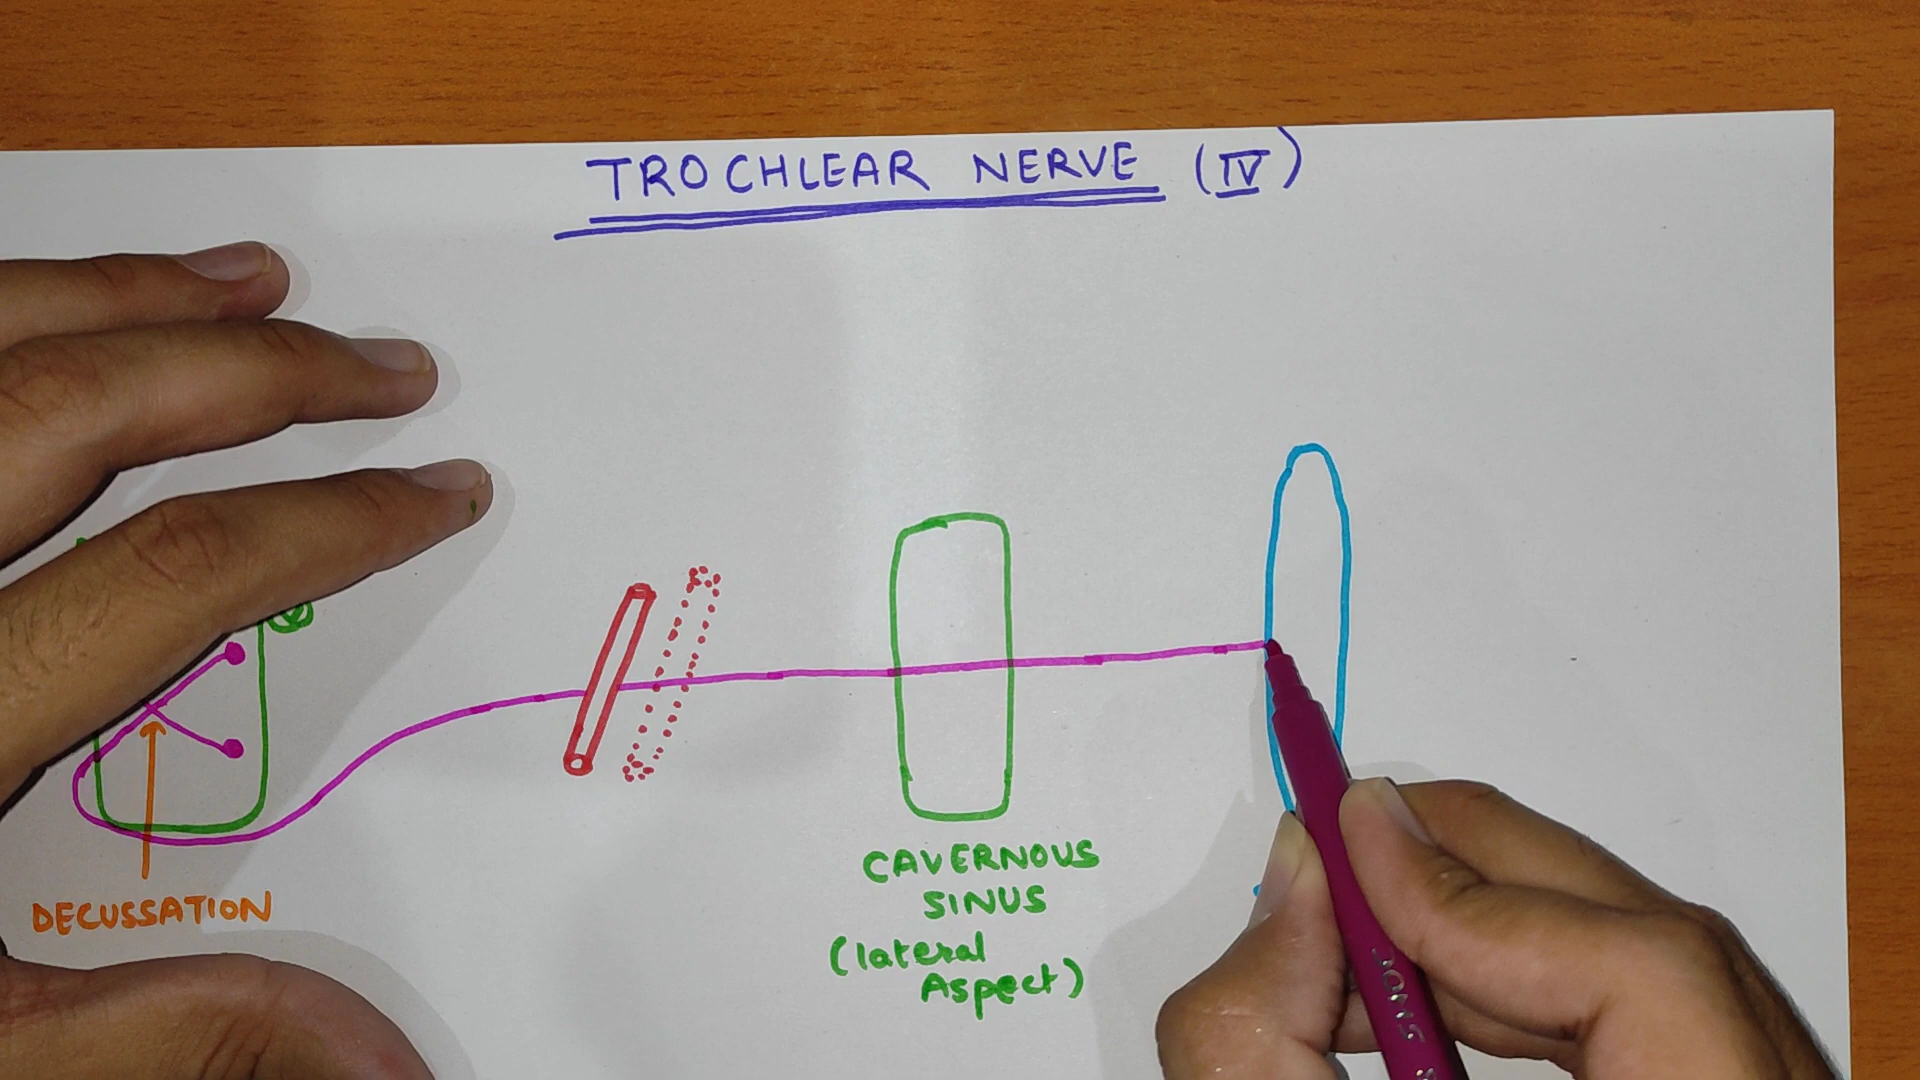 TROCHLEAR NERVE (IV)
DECUSSATION
CAVERNOUS
SINUS
(lateral
Aspect)